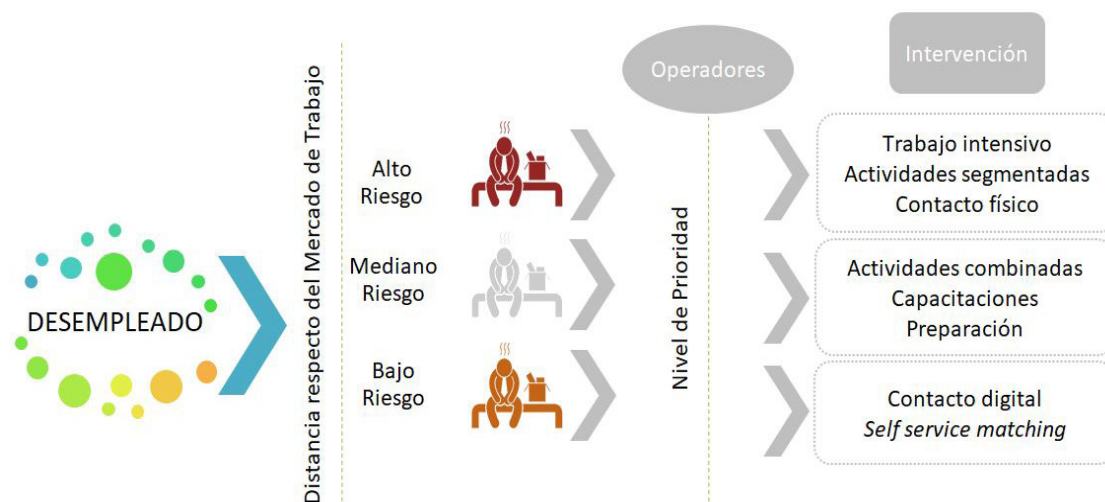 DESEMPLEADO
Distancia respecto del Mercado de Trabajo
Alto
Riesgo
Mediano
Riesgo
Bajo
Riesgo
Operadores
Nivel de Prioridad
Intervención
Trabajo intensivo
Actividades segmentadas
Contacto físico
Actividades combinadas
Capacitaciones
Preparación
Contacto digital
Self service matching